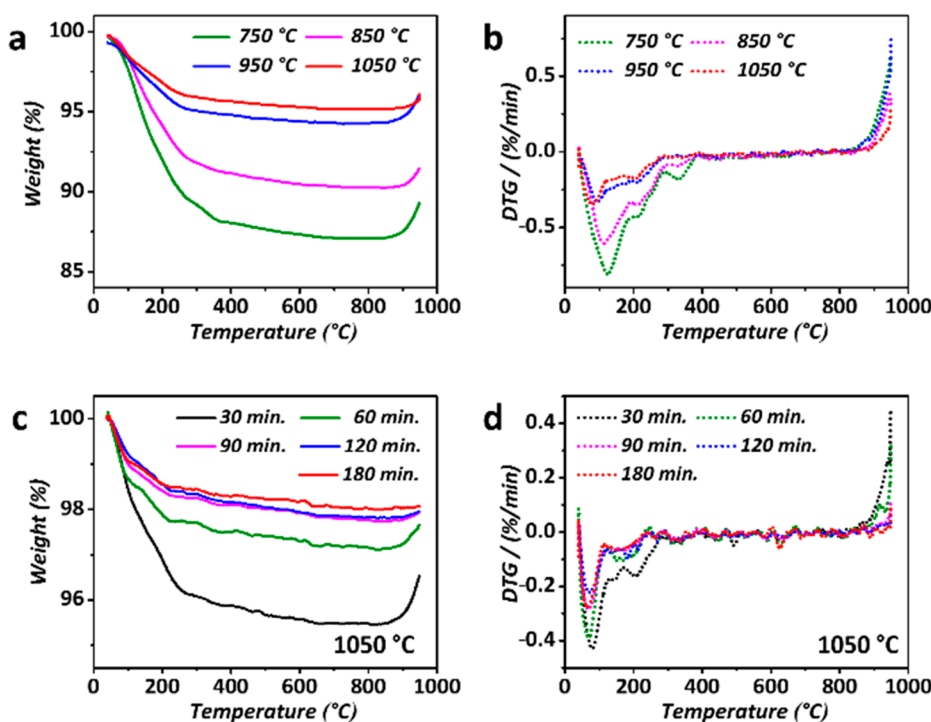 a
750 °C 850 °C
950 °C 1050 °C
100
95
90
85
Weight (%)
0 200 400 600 800 1000
Temperature (°C)
b
750 °C 850 °C
950 °C 1050 °C
0.5
0.0
-0.5
DTG / (%/min)
0 200 400 600 800 1000
Temperature (°C)
c
30 min. 60 min.
90 min. 120 min.
180 min.
100
98
96
Weight (%)
1050 °C
0 200 400 600 800 1000
Temperature (°C)
d
30 min. 60 min.
90 min. 120 min.
180 min.
0.4
0.2
0.0
-0.2
-0.4
DTG / (%/min)
1050 °C
0 200 400 600 800 1000
Temperature (°C)